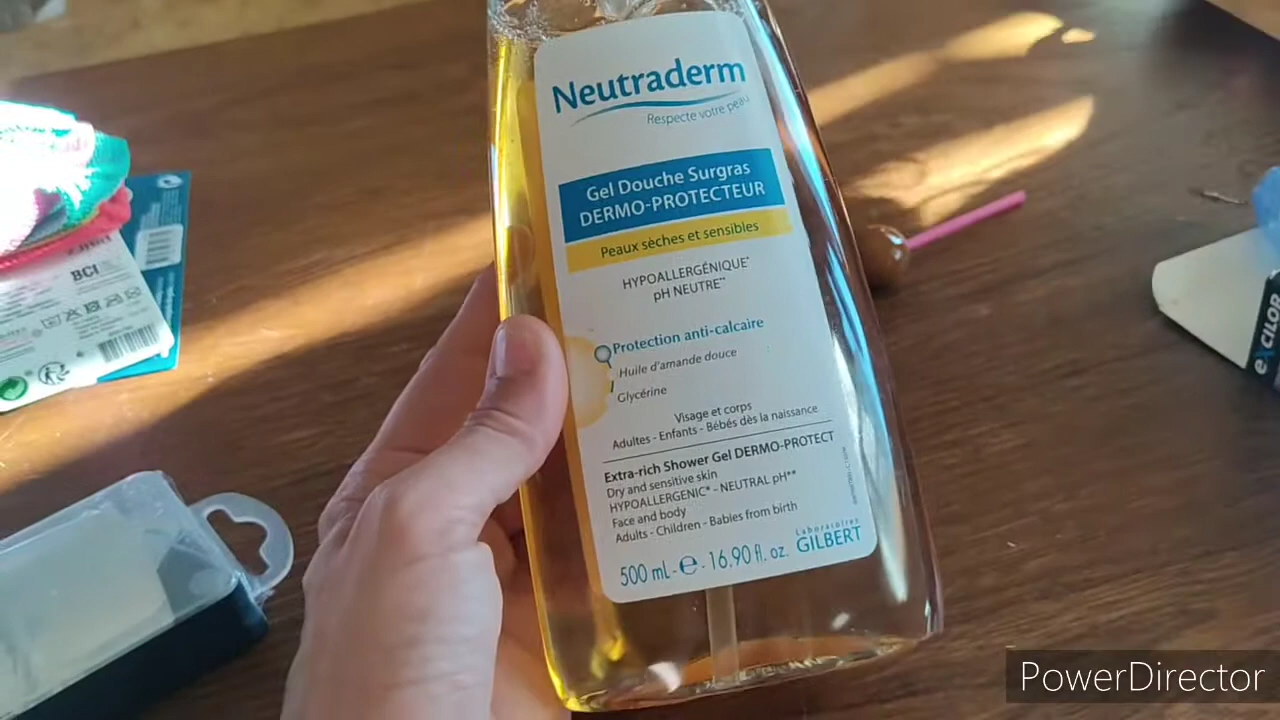 Neutraderm
Respecte votre peau
Gel Douche Surgras
DERMO-PROTECTEUR
Peaux sèches et sensibles
HYPOALLERGÉNIQUE*
pH NEUTRE**
Protection anti-calcaire
Huile d'amande douce
Glycérine
Visage et corps
Adultes - Enfants - Bébés dès la naissance
Extra-rich Shower Gel DERMO-PROTECT
Dry and sensitive skin
HYPOALLERGENIC* - NEUTRAL pH**
Face and body
Adults - Children - Babies from birth
500 mL - e - 16.90 fl. oz.
Laboratoires
GILBERT
BCI
eXCILOR
PowerDirector